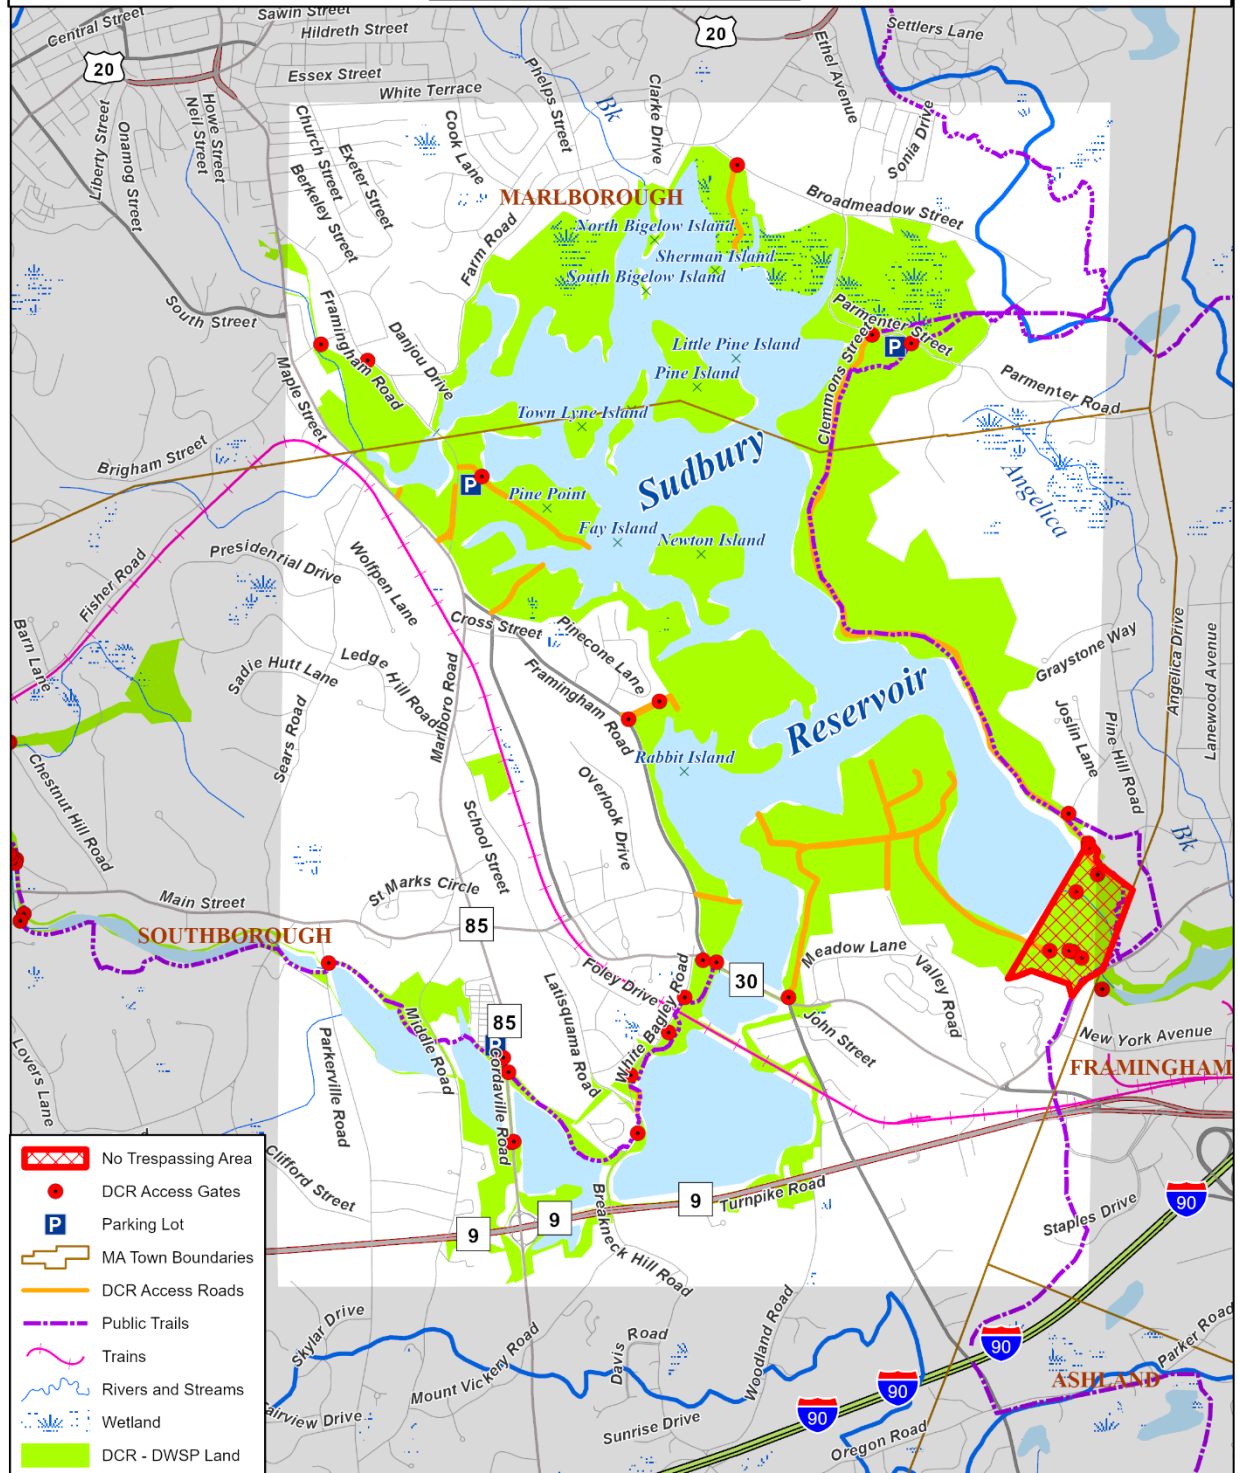 Central Street
Sawin Street
Hildreth Street
20
20
Settlers Lane
Essex Street
White Terrace
Phelps Street
Clarke Drive
Ethel Avenue
Sonia Drive
Liberty Street
Onamog Street
Neil Street
Howe Street
Church Street
Exeter Street
Berkeley Street
Cook Lane
Bk
MARLBOROUGH
Broadmeadow Street
North Bigelow Island
Sherman Island
South Bigelow Island
Farm Road
South Street
Framingham Road
Danjou Drive
Maple Street
Parmenter Street
P
Clemmons Street
Little Pine Island
Pine Island
Parmenter Road
Town Lyne Island
Brigham Street
Sudbury
P
Pine Point
Angelica
Fay Island
Newton Island
Presidential Drive
Wolfpen Lane
Fisher Road
Cross Street
Pinecone Lane
Barn Lane
Sadie Hutt Lane
Ledge Hill Road
Marlboro Road
Framingham Road
Graystone Way
Angelica Drive
Lanewood Avenue
Reservoir
Joslin Lane
Pine Hill Road
Sears Road
Rabbit Island
Chestnut Hill Road
Overlook Drive
School Street
Bk
St Marks Circle
Main Street
85
SOUTHBOROUGH
Meadow Lane
Foley Drive
30
Valley Road
Latisquama Road
White Bagley Road
John Street
85
P
Middle Road
Cordaville Road
Parkerville Road
New York Avenue
FRAMINGHAM
Lovers Lane
No Trespassing Area
DCR Access Gates
P Parking Lot
MA Town Boundaries
DCR Access Roads
Public Trails
Trains
Rivers and Streams
Wetland
DCR - DWSP Land
Clifford Street
Turnpike Road
9
9
9
Breakneck Hill Road
Staples Drive
90
Skylar Drive
Mount Vickery Road
Davis Road
Woodland Road
90
Parker Road
ASHLAND
90
90
Fairview Drive
Sunrise Drive
Oregon Road